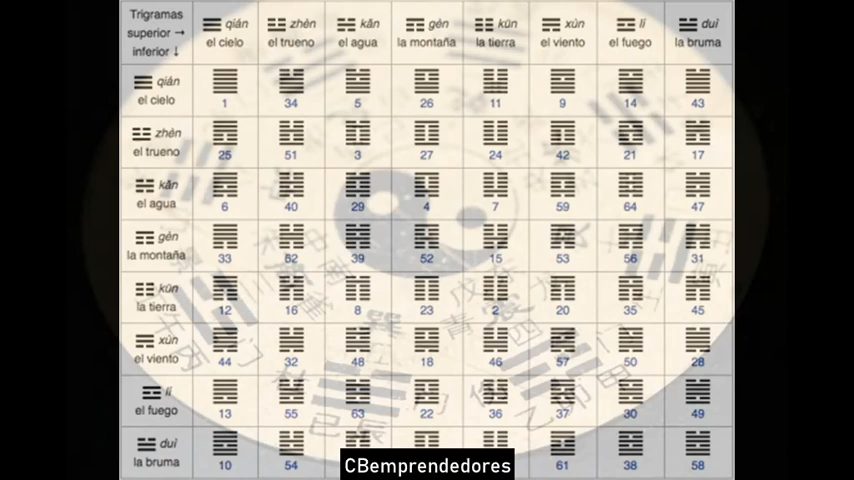 Trigramas superior → inferior ↓
qián el cielo
zhèn el trueno
kǎn el agua
gèn la montaña
kūn la tierra
xùn el viento
lí el fuego
duì la bruma
qián el cielo 1 34 5 26 11 9 14 43
zhèn el trueno 25 51 3 27 24 42 21 17
kǎn el agua 6 40 29 4 7 59 64 47
gèn la montaña 33 62 39 52 15 53 56 31
kūn la tierra 12 16 8 23 2 20 35 45
xùn el viento 44 32 48 18 46 57 50 28
lí el fuego 13 55 63 22 36 37 30 49
duì la bruma 10 54 61 38 58
CBemprendedores